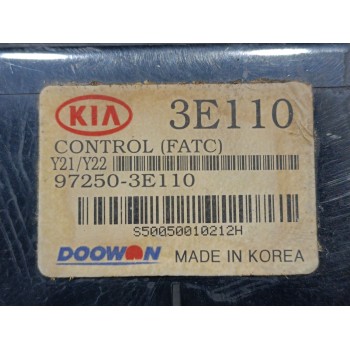 KIA 3E110
CONTROL (FATC)
Y21/Y22
97250-3E110
S50050010212H
DOOWON MADE IN KOREA